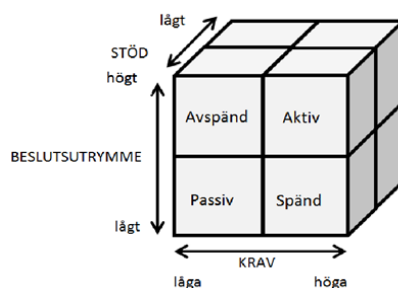 lågt
STÖD
högt
Avspänd Aktiv
BESLUTSUTRYMME
Passiv Spänd
lågt
KRAV
låga höga